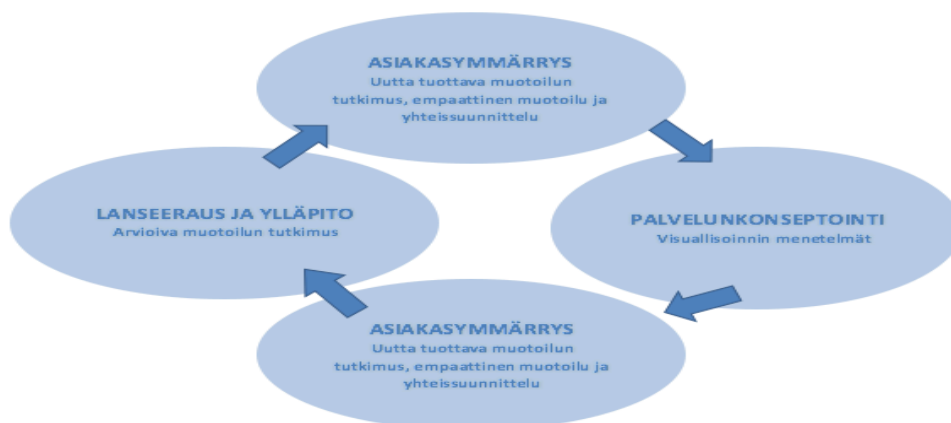 ASIAKASYMMÄRRYS
Uutta tuottava muotoilun
tutkimus, empaattinen muotoilu ja
yhteissuunnittelu
LANSEERAUS JA YLLÄPITO
Arvioiva muotoilun tutkimus
PALVELUNKONSEPTOINTI
Visuallisoinnin menetelmät
ASIAKASYMMÄRRYS
Uutta tuottava muotoilun
tutkimus, empaattinen muotoilu ja
yhteissuunnittelu